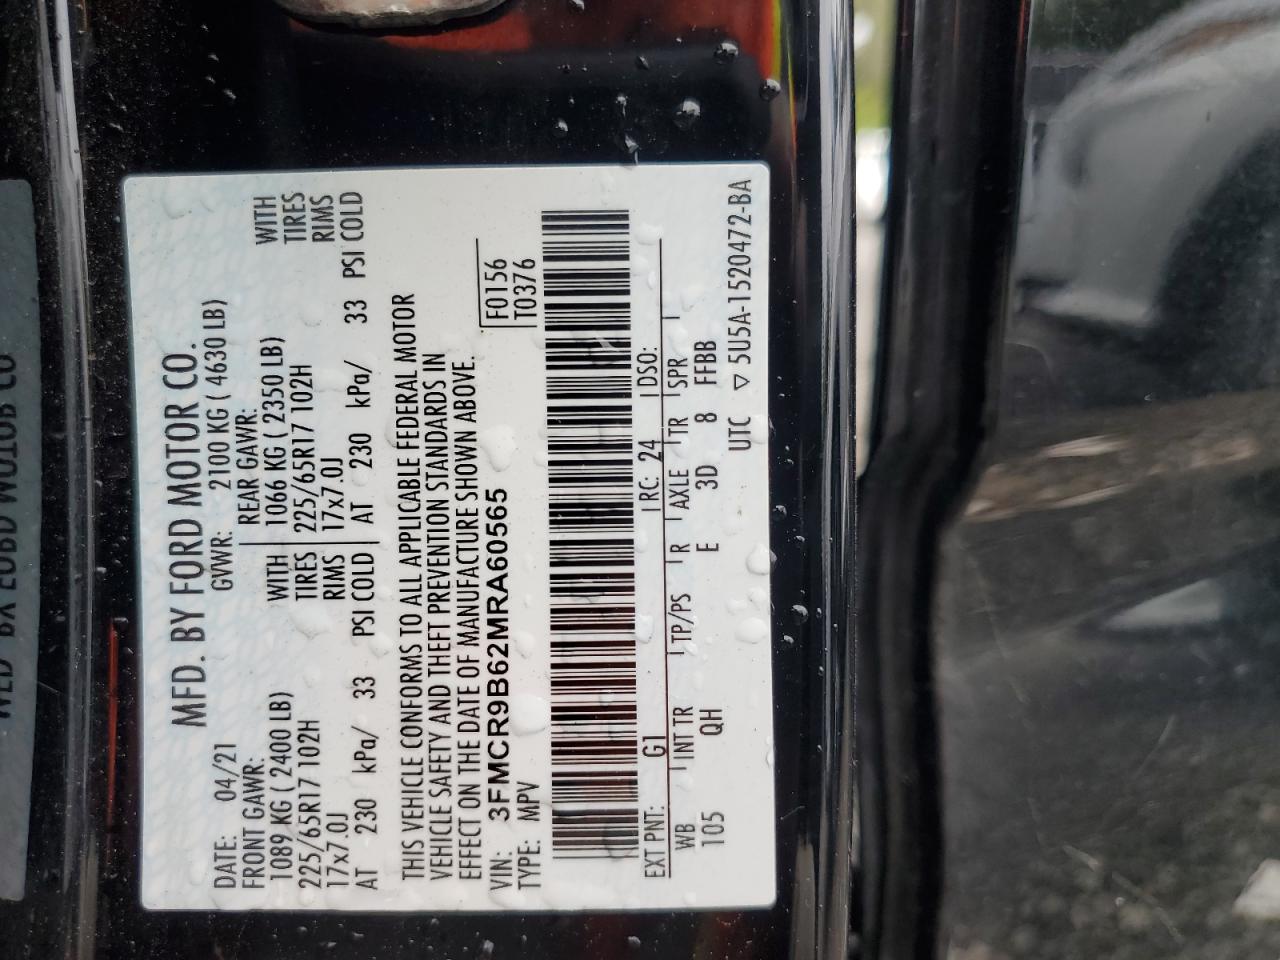 MFD. BY FORD MOTOR CO.
DATE: 04/21 GVWR: 2100 KG ( 4630 LB)
FRONT GAWR: REAR GAWR:
1089 KG ( 2400 LB) WITH 1066 KG ( 2350 LB) WITH
225/65R17 102H TIRES 225/65R17 102H TIRES
17x7.0J RIMS 17x7.0J RIMS
AT 230 kPa/ 33 PSI COLD AT 230 kPa/ 33 PSI COLD
THIS VEHICLE CONFORMS TO ALL APPLICABLE FEDERAL MOTOR
VEHICLE SAFETY AND THEFT PREVENTION STANDARDS IN
EFFECT ON THE DATE OF MANUFACTURE SHOWN ABOVE.
VIN: 3FMCR9B62MRA60565 F0156
TYPE: MPV T0376
EXT PNT: G1 RC: 24 DSO:
WB INT TR TP/PS R AXLE TR SPR
105 QH E 3D 8 FFBB
UTC ▽ 5U5A-1520472-BA